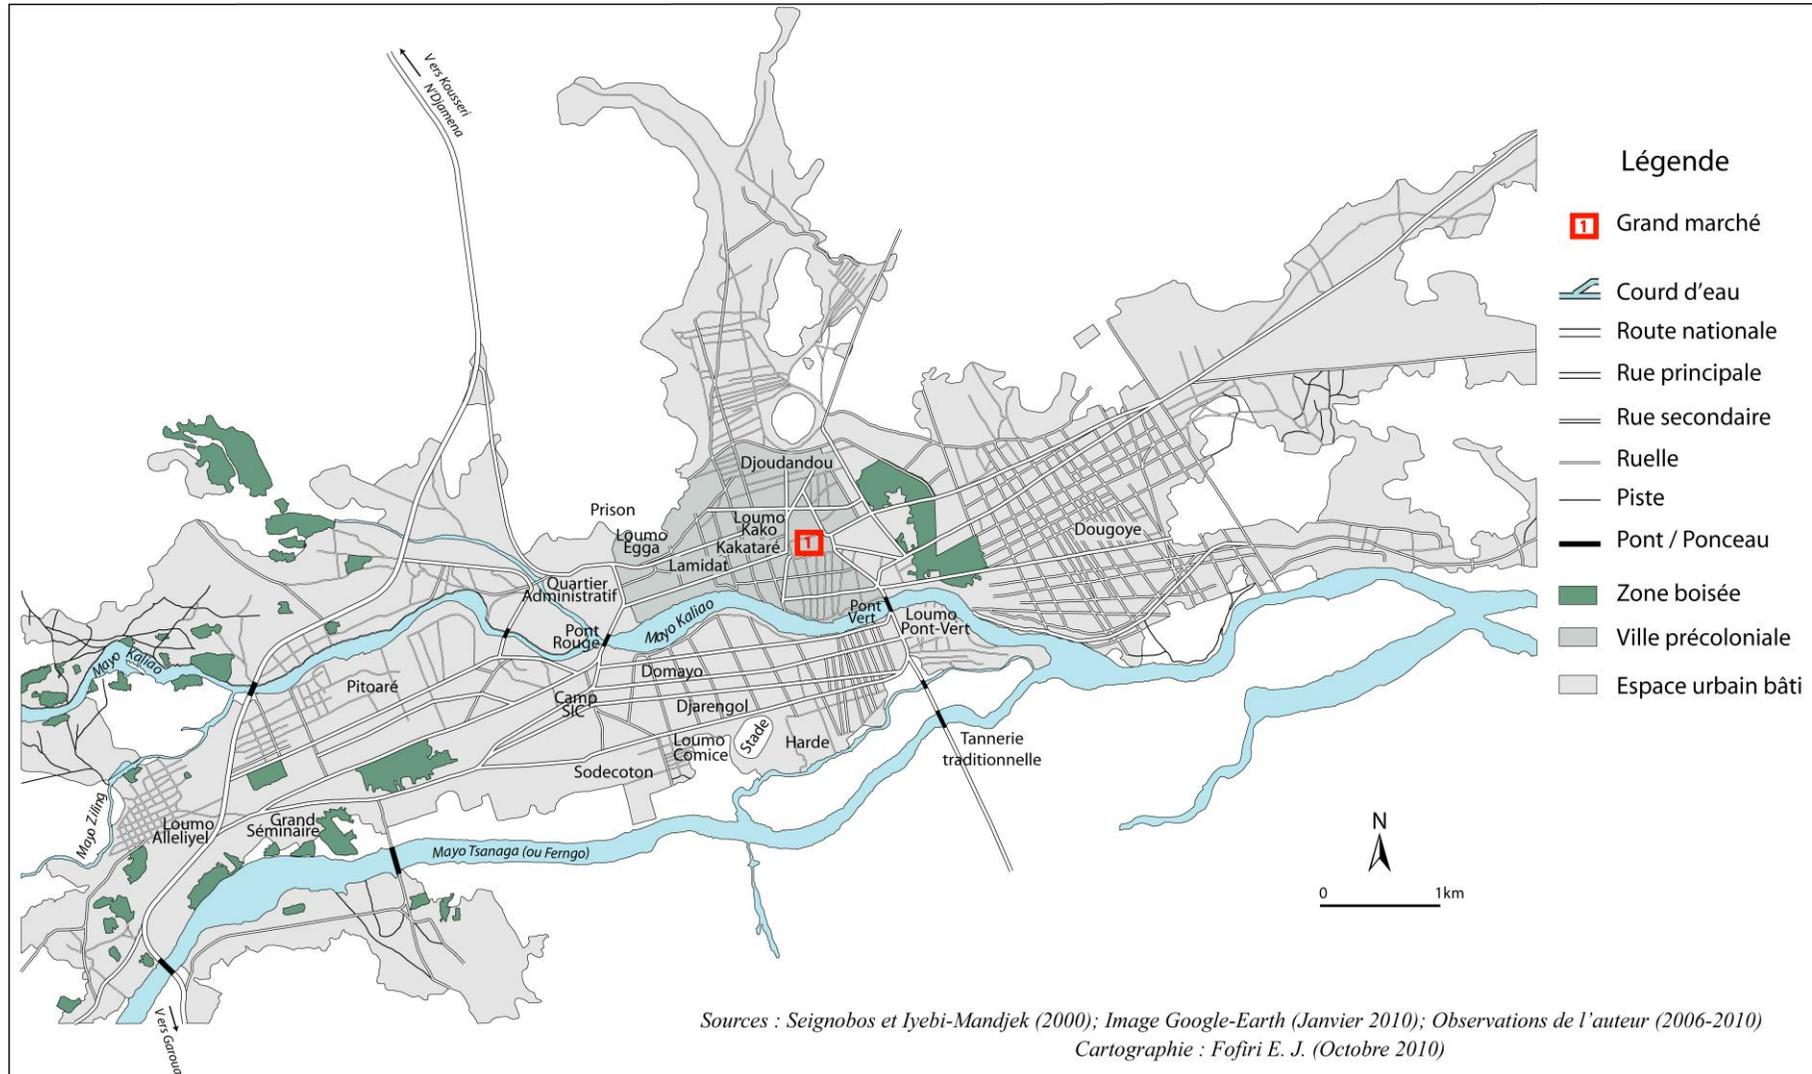 Vers Kousseri
N'Djamena
Légende
1
Grand marché
Courd d'eau
Route nationale
Rue principale
Rue secondaire
Ruelle
Piste
Pont / Ponceau
Zone boisée
Ville précoloniale
Espace urbain bâti
Djoudandou
Prison
Loumo
Egga
Loumo
Kako
Kakataré
1
Lamidat
Dougoye
Quartier
Administratif
Pont
Rouge
Mayo Kaliao
Pont
Vert
Loumo
Pont-Vert
Mayo Kaliao
Pitoaré
Domayo
Camp
SIC
Djarengol
Loumo
Comice
Stade
Harde
Tannerie
traditionnelle
Sodecoton
Mayo Ziling
Loumo
Alleliyel
Grand
Séminaire
Mayo Tsanaga (ou Ferngo)
N
0 1km
Vers Garoua
Sources : Seignobos et Iyebi-Mandjek (2000); Image Google-Earth (Janvier 2010); Observations de l'auteur (2006-2010)
Cartographie : Fofiri E. J. (Octobre 2010)